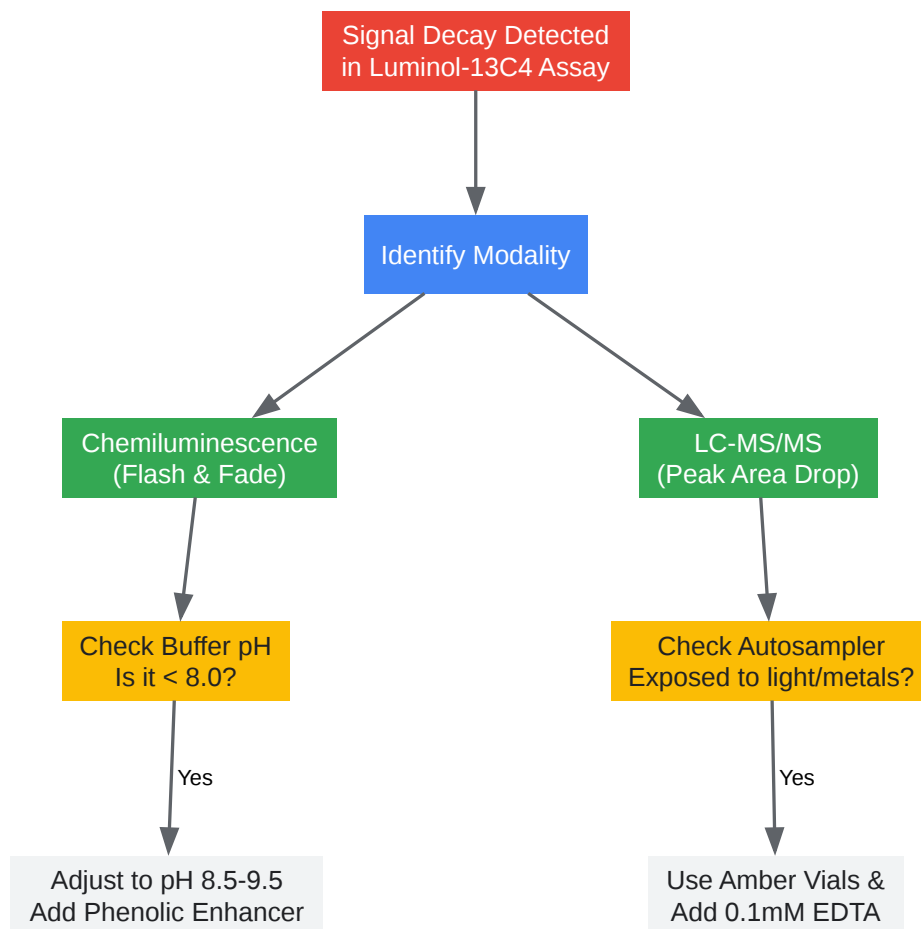 Signal Decay Detected
in Luminol-13C4 Assay
Identify Modality
Chemiluminescence
(Flash & Fade)
LC-MS/MS
(Peak Area Drop)
Check Buffer pH
Is it < 8.0?
Check Autosampler
Exposed to light/metals?
Yes
Yes
Adjust to pH 8.5-9.5
Add Phenolic Enhancer
Use Amber Vials &
Add 0.1mM EDTA